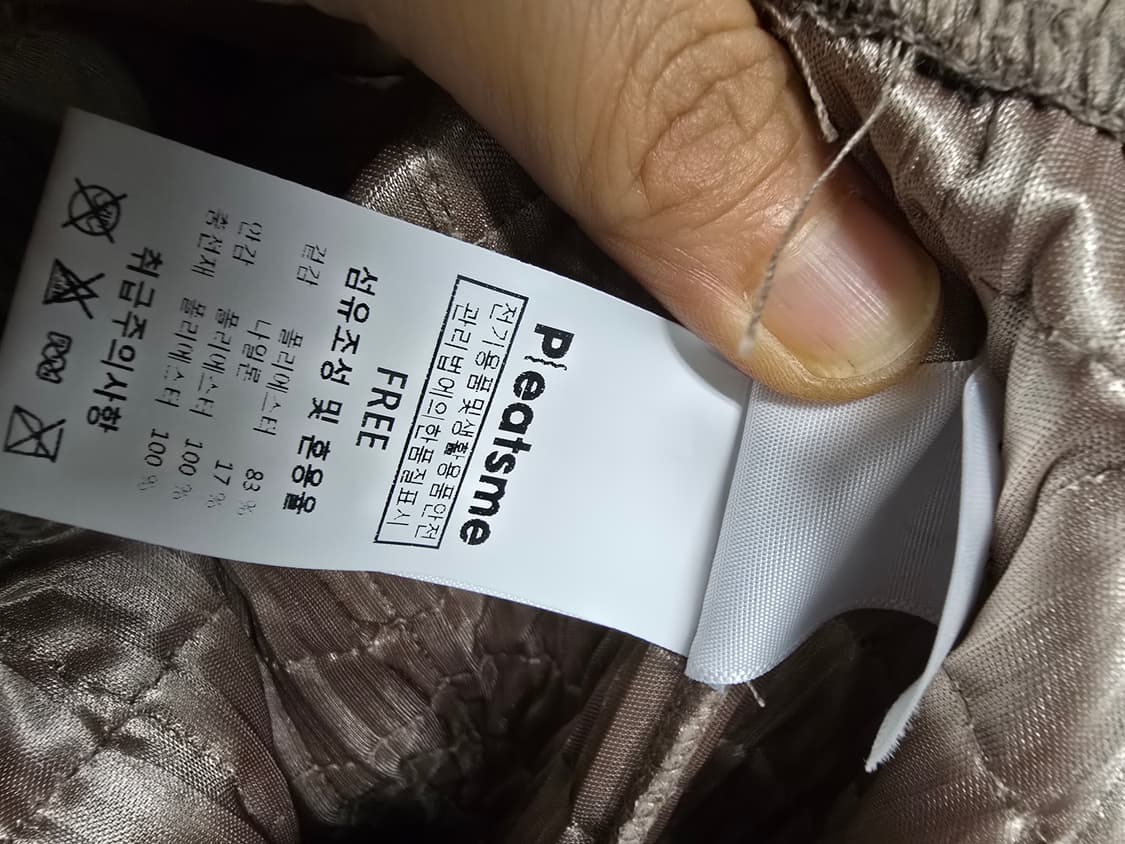 Pleatsme
전기용품및생활용품안전
관리법에의한품질표시
FREE
섬유조성 및 혼용율
겉감 폴리에스터 83 %
나일론 17 %
안감 폴리에스터 100 %
충전재 폴리에스터 100 %
취급주의사항